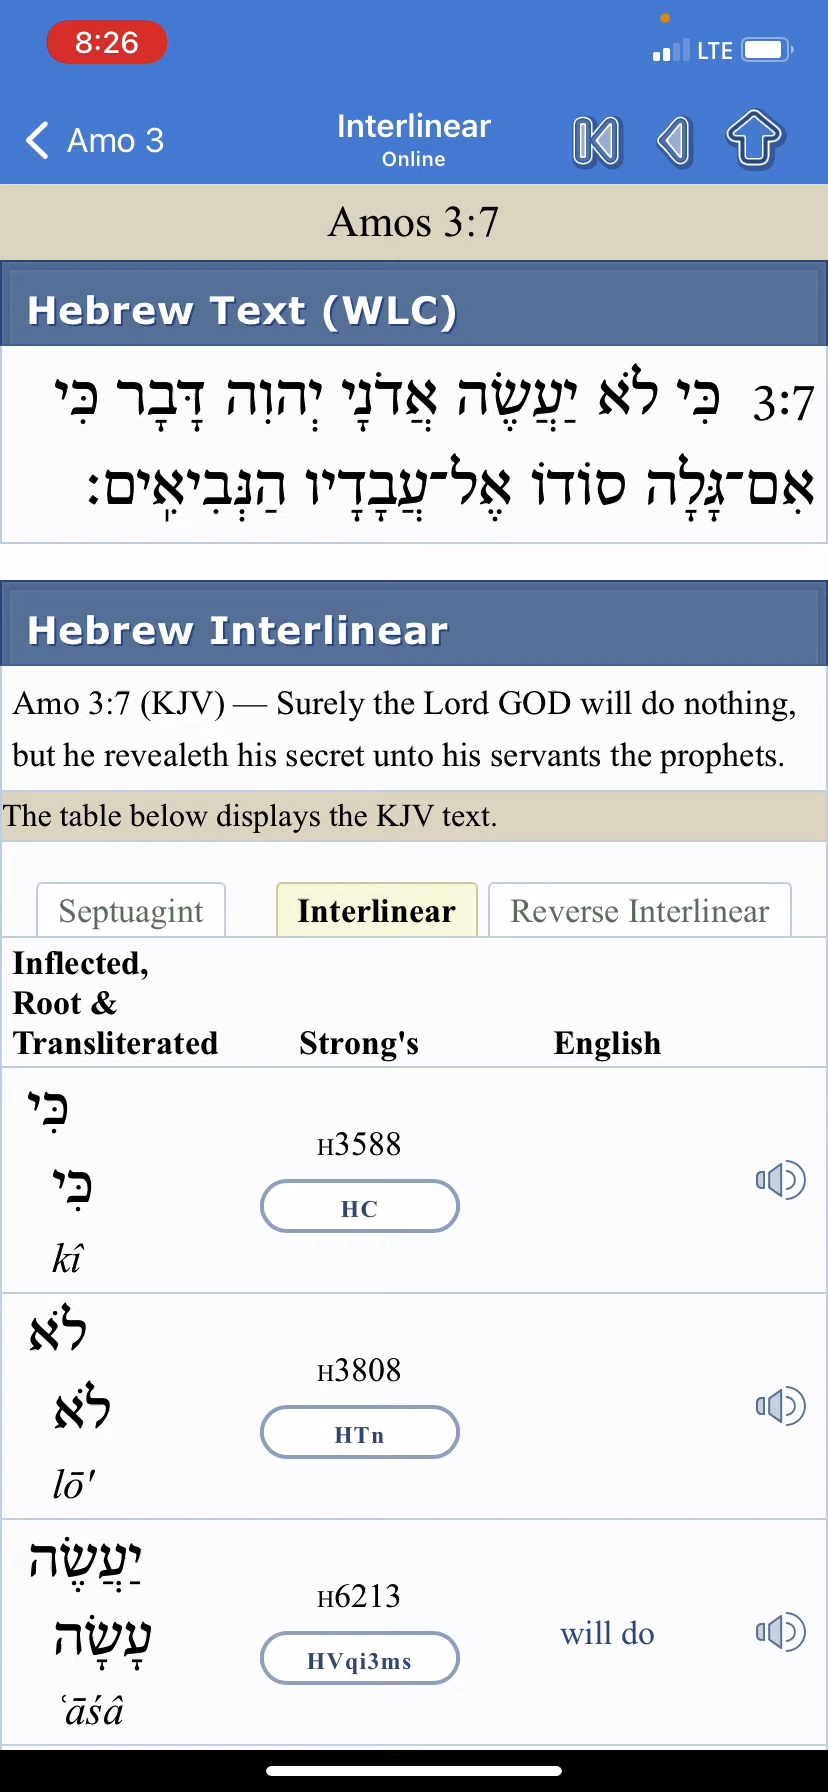 8:26
LTE
Amo 3
Interlinear
Online
Amos 3:7
Hebrew Text (WLC)
3:7 כִּי לֹא יַעֲשֶׂה אֲדֹנָי יְהוִה דָּבָר כִּי
אִם־גָּלָה סוֹדוֹ אֶל־עֲבָדָיו הַנְּבִיאִֽים׃
Hebrew Interlinear
Amo 3:7 (KJV) — Surely the Lord GOD will do nothing,
but he revealeth his secret unto his servants the prophets.
The table below displays the KJV text.
Septuagint
Interlinear
Reverse Interlinear
Inflected,
Root &
Transliterated
Strong's
English
כִּי
כִּי
kî
H3588
HC
לֹא
לֹא
lō'
H3808
HTn
יַעֲשֶׂה
עָשָׂה
ʿāśâ
H6213
HVqi3ms
will do